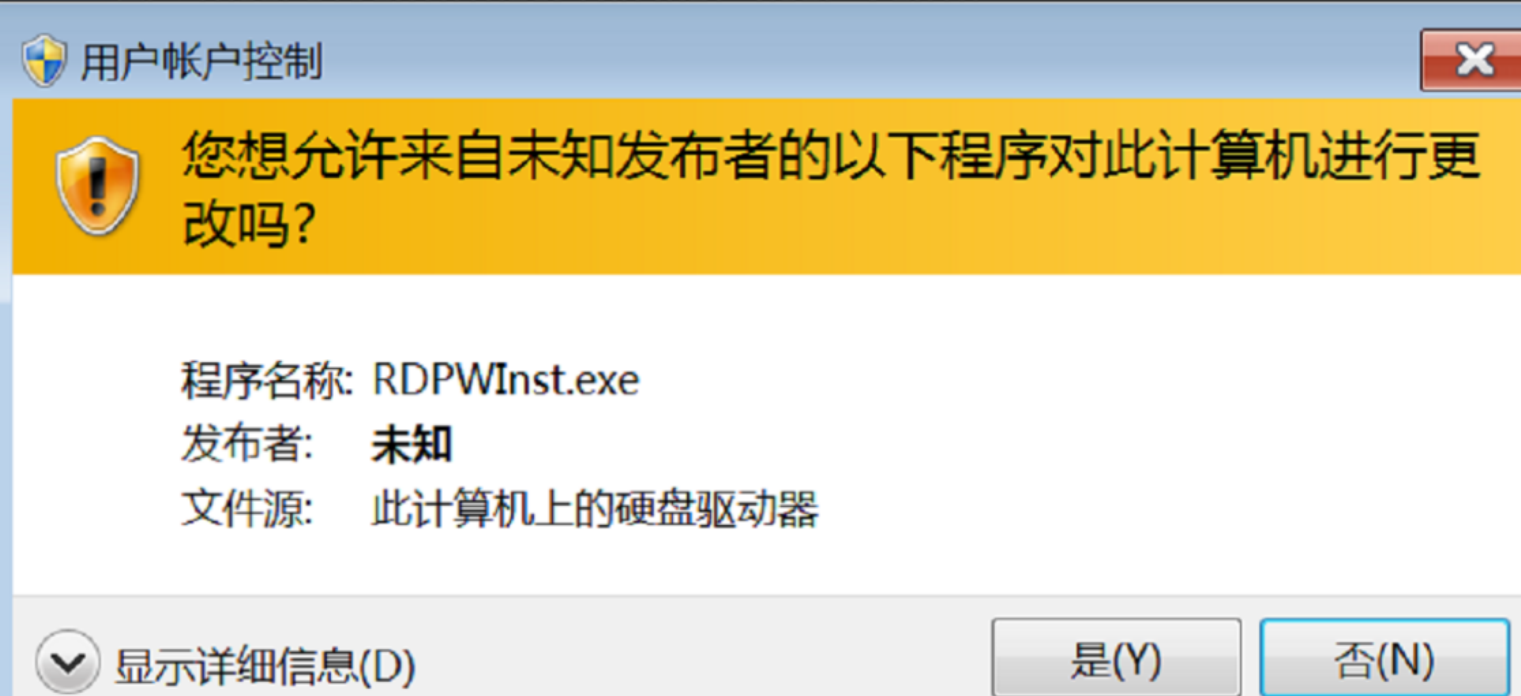 用户帐户控制
您想允许来自未知发布者的以下程序对此计算机进行更
改吗?
程序名称: RDPWInst.exe
发布者: 未知
文件源: 此计算机上的硬盘驱动器
显示详细信息(D)
是(Y)
否(N)